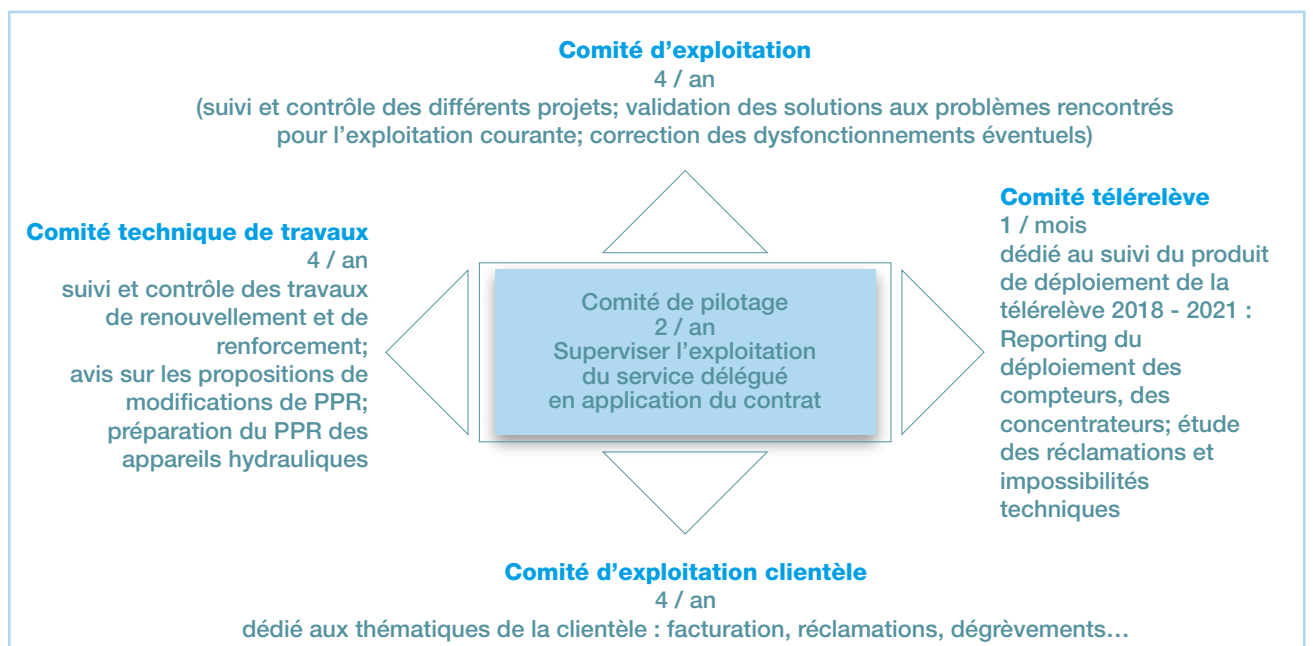 Comité d'exploitation
4 / an
(suivi et contrôle des différents projets; validation des solutions aux problèmes rencontrés
pour l'exploitation courante; correction des dysfonctionnements éventuels)
Comité technique de travaux
4 / an
suivi et contrôle des travaux
de renouvellement et de
renforcement;
avis sur les propositions de
modifications de PPR;
préparation du PPR des
appareils hydrauliques
Comité de pilotage
2 / an
Superviser l'exploitation
du service délégué
en application du contrat
Comité télérelève
1 / mois
dédié au suivi du produit
de déploiement de la
télérelève 2018 - 2021 :
Reporting du
déploiement des
compteurs, des
concentrateurs; étude
des réclamations et
impossibilités
techniques
Comité d'exploitation clientèle
4 / an
dédié aux thématiques de la clientèle : facturation, réclamations, dégrèvements…